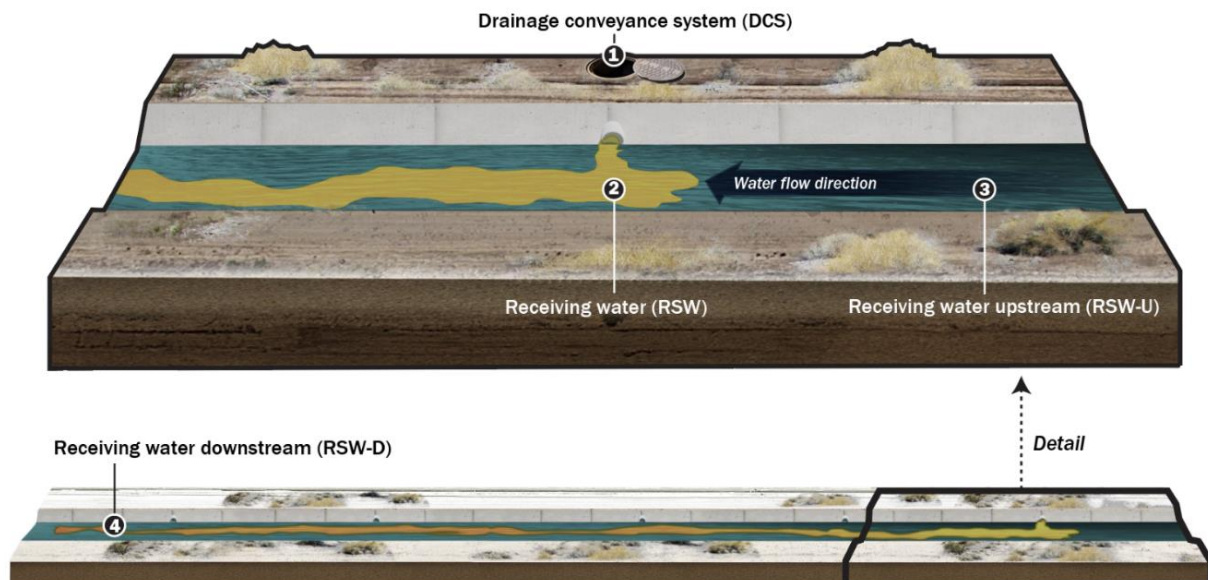 Drainage conveyance system (DCS)
1
Water flow direction
2
3
Receiving water (RSW)
Receiving water upstream (RSW-U)
Receiving water downstream (RSW-D)
Detail
4